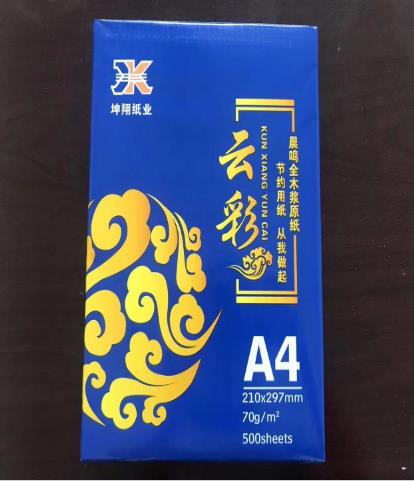 坤翔纸业
云彩
KUN XIANG YUN CAI
晨鸣全木浆原纸
节约用纸 从我做起
A4
210x297mm
70g/m²
500sheets